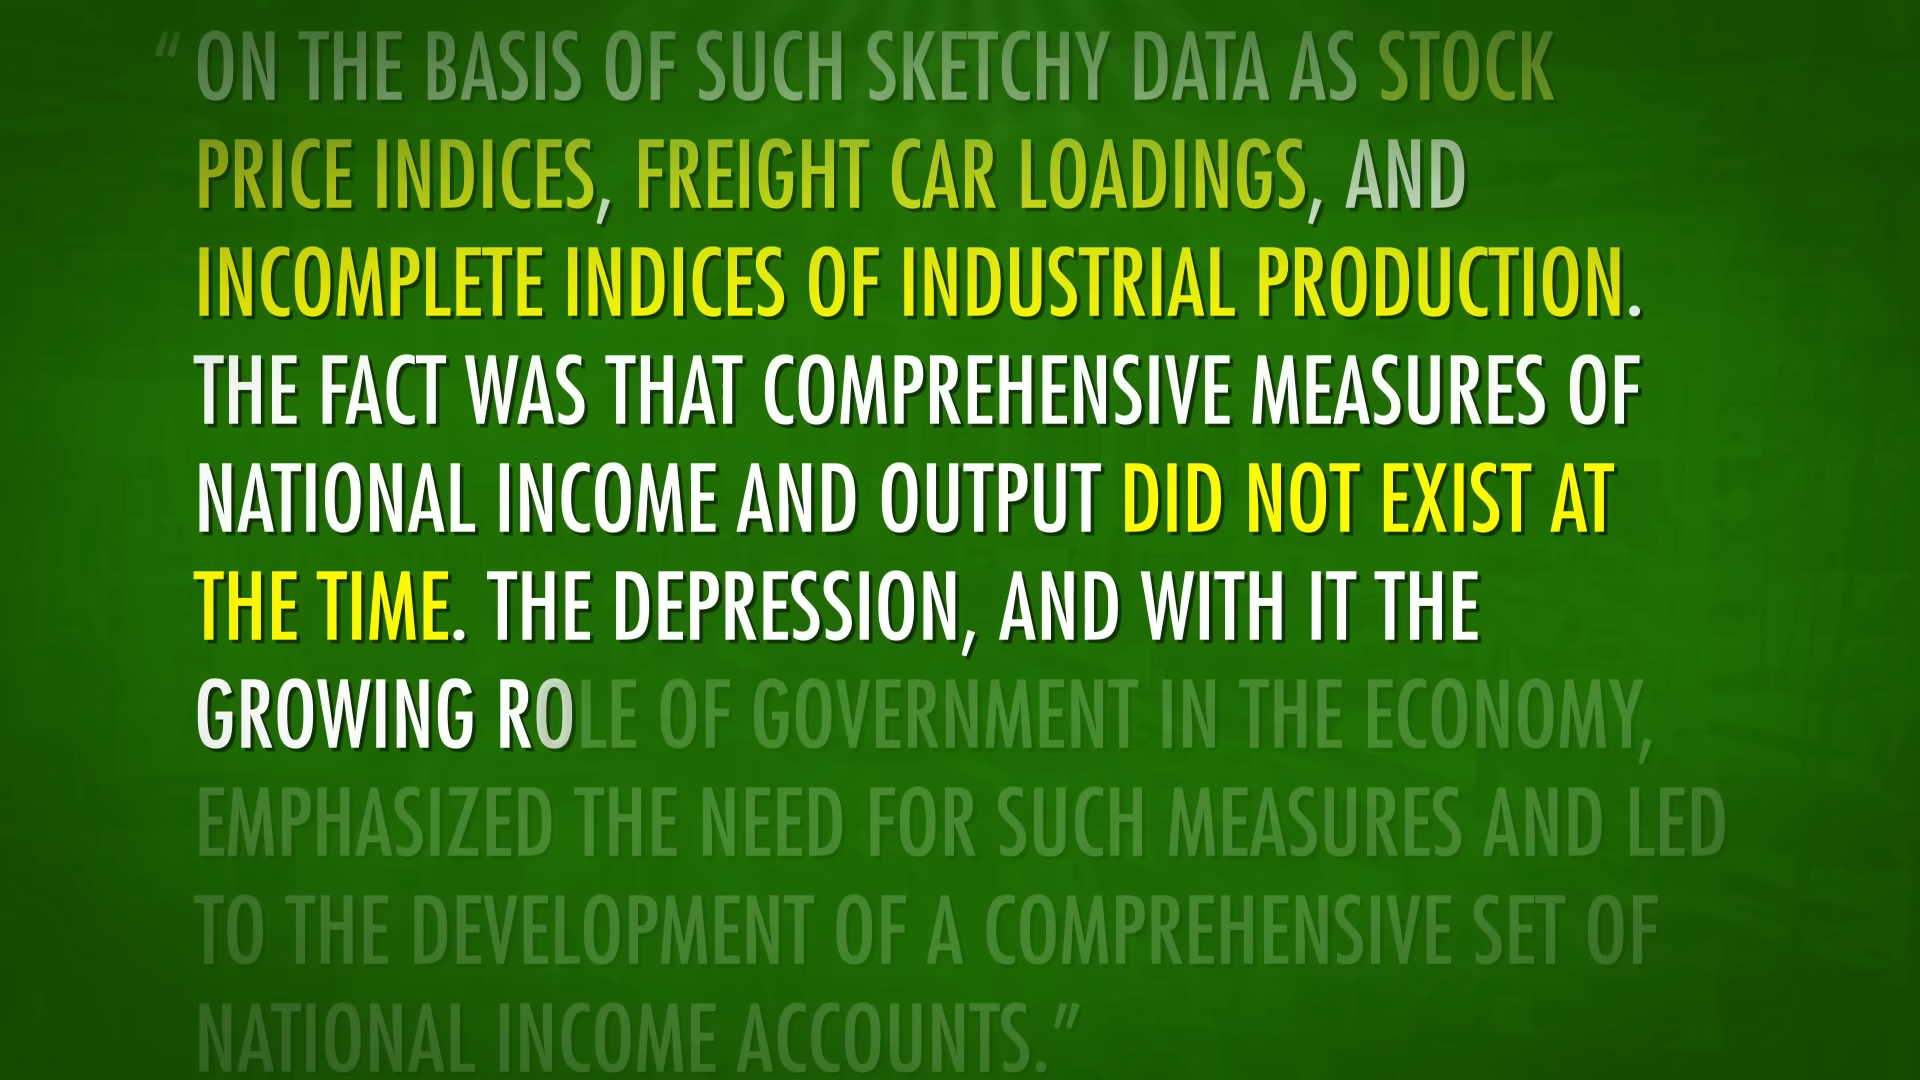 “ ON THE BASIS OF SUCH SKETCHY DATA AS STOCK
PRICE INDICES, FREIGHT CAR LOADINGS, AND
INCOMPLETE INDICES OF INDUSTRIAL PRODUCTION.
THE FACT WAS THAT COMPREHENSIVE MEASURES OF
NATIONAL INCOME AND OUTPUT DID NOT EXIST AT
THE TIME. THE DEPRESSION, AND WITH IT THE
GROWING ROLE OF GOVERNMENT IN THE ECONOMY,
EMPHASIZED THE NEED FOR SUCH MEASURES AND LED
TO THE DEVELOPMENT OF A COMPREHENSIVE SET OF
NATIONAL INCOME ACCOUNTS.”